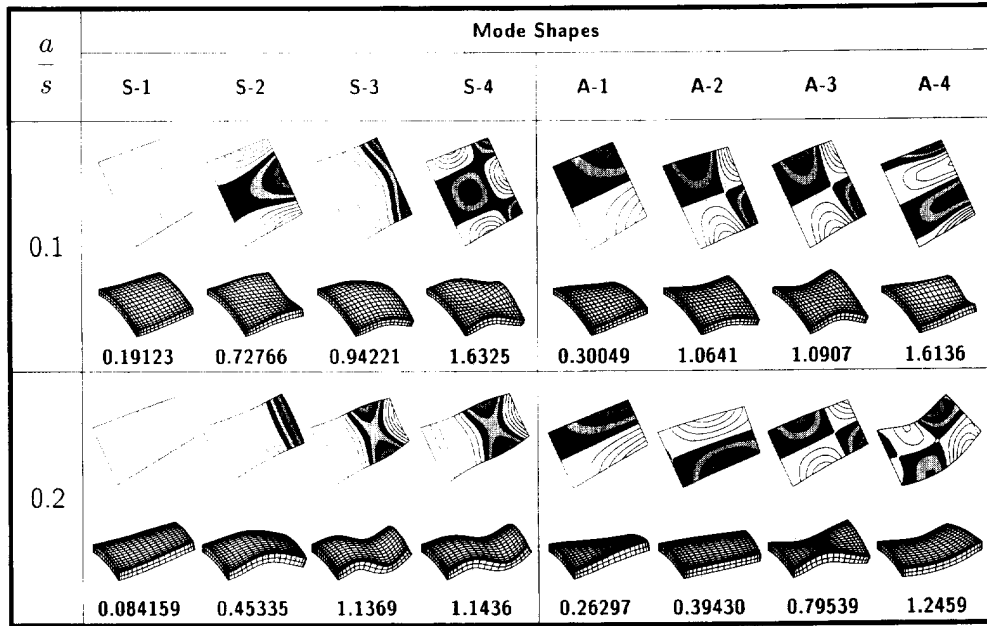 a
s
Mode Shapes
S-1 S-2 S-3 S-4 A-1 A-2 A-3 A-4
0.1
0.19123 0.72766 0.94221 1.6325 0.30049 1.0641 1.0907 1.6136
0.2
0.084159 0.45335 1.1369 1.1436 0.26297 0.39430 0.79539 1.2459